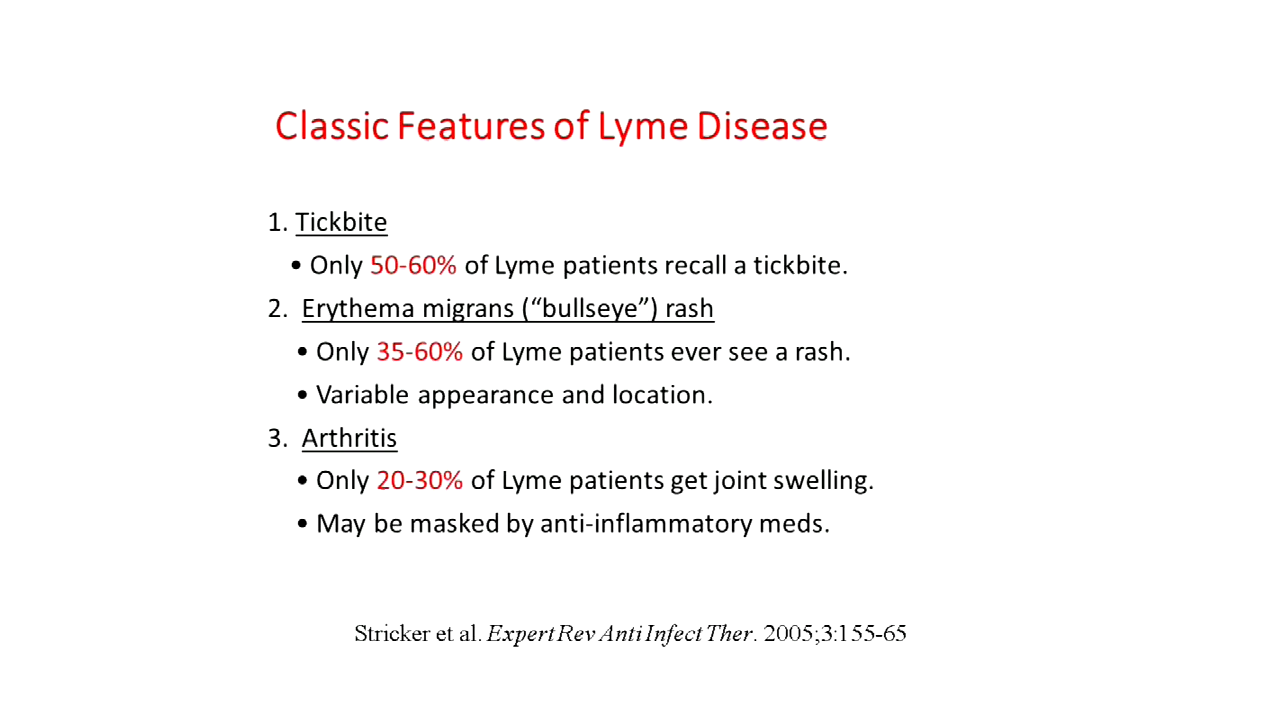 Classic Features of Lyme Disease
1. Tickbite
• Only 50-60% of Lyme patients recall a tickbite.
2. Erythema migrans (“bullseye”) rash
• Only 35-60% of Lyme patients ever see a rash.
• Variable appearance and location.
3. Arthritis
• Only 20-30% of Lyme patients get joint swelling.
• May be masked by anti-inflammatory meds.
Stricker et al. Expert Rev Anti Infect Ther. 2005;3:155-65